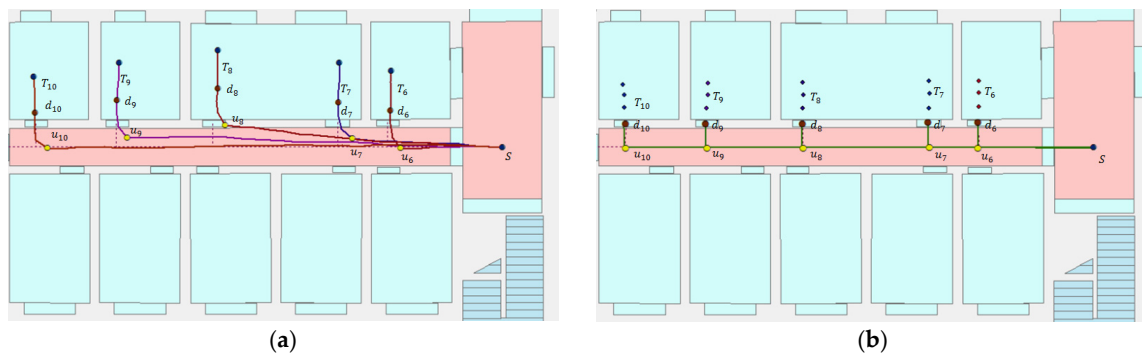 T₁₀
T₉
T₈
T₇
T₆
d₁₀
d₉
d₈
d₇
d₆
u₁₀
u₉
u₈
u₇
u₆
S
(a)
T₁₀
T₉
T₈
T₇
T₆
d₁₀
d₉
d₈
d₇
d₆
u₁₀
u₉
u₈
u₇
u₆
S
(b)